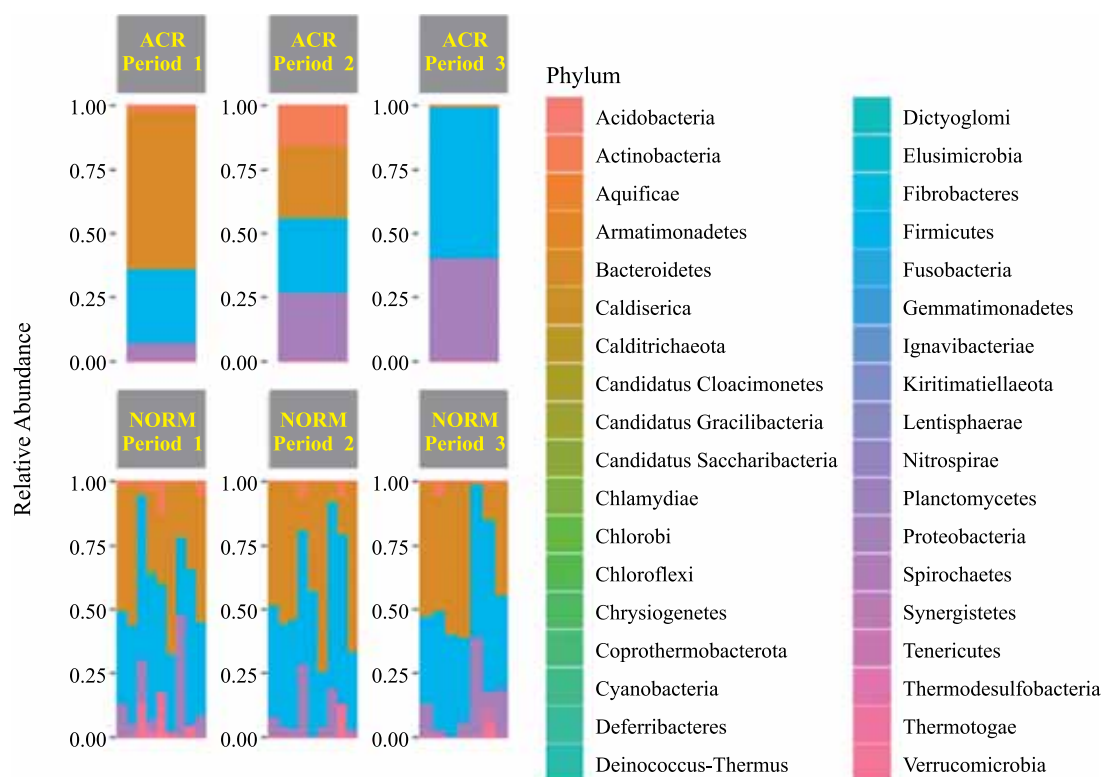 ACR
Period 1
ACR
Period 2
ACR
Period 3
1.00
0.75
0.50
0.25
0.00
1.00
0.75
0.50
0.25
0.00
1.00
0.75
0.50
0.25
0.00
Relative Abundance
NORM
Period 1
NORM
Period 2
NORM
Period 3
1.00
0.75
0.50
0.25
0.00
1.00
0.75
0.50
0.25
0.00
1.00
0.75
0.50
0.25
0.00
Phylum
Acidobacteria
Actinobacteria
Aquificae
Armatimonadetes
Bacteroidetes
Caldiserica
Calditrichaeota
Candidatus Cloacimonetes
Candidatus Gracilibacteria
Candidatus Saccharibacteria
Chlamydiae
Chlorobi
Chloroflexi
Chrysiogenetes
Coprothermobacterota
Cyanobacteria
Deferribacteres
Deinococcus-Thermus
Dictyoglomi
Elusimicrobia
Fibrobacteres
Firmicutes
Fusobacteria
Gemmatimonadetes
Ignavibacteriae
Kiritimatiellaeota
Lentisphaerae
Nitrospirae
Planctomycetes
Proteobacteria
Spirochaetes
Synergistetes
Tenericutes
Thermodesulfobacteria
Thermotogae
Verrucomicrobia